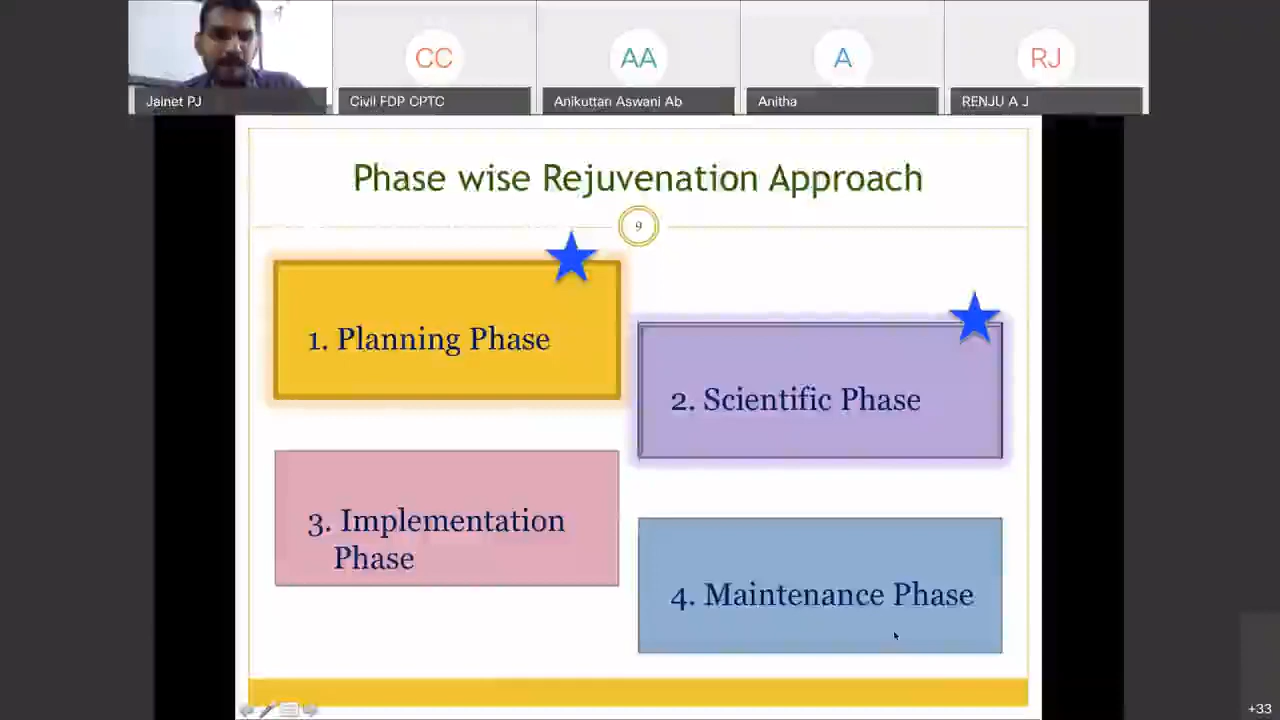 CC
AA
A
RJ
Jainet PJ
Civil FDP CPTC
Anikuttan Aswani Ab
Anitha
RENJU A J
Phase wise Rejuvenation Approach
9
1. Planning Phase
2. Scientific Phase
3. Implementation
Phase
4. Maintenance Phase
+33